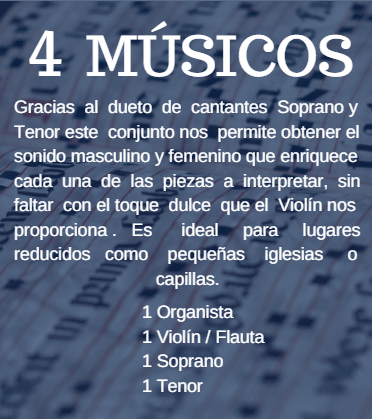 4 MÚSICOS
Gracias al dueto de cantantes Soprano y
Tenor este conjunto nos permite obtener el
sonido masculino y femenino que enriquece
cada una de las piezas a interpretar, sin
faltar con el toque dulce que el Violín nos
proporciona . Es ideal para lugares
reducidos como pequeñas iglesias o
capillas.
1 Organista
1 Violín / Flauta
1 Soprano
1 Tenor